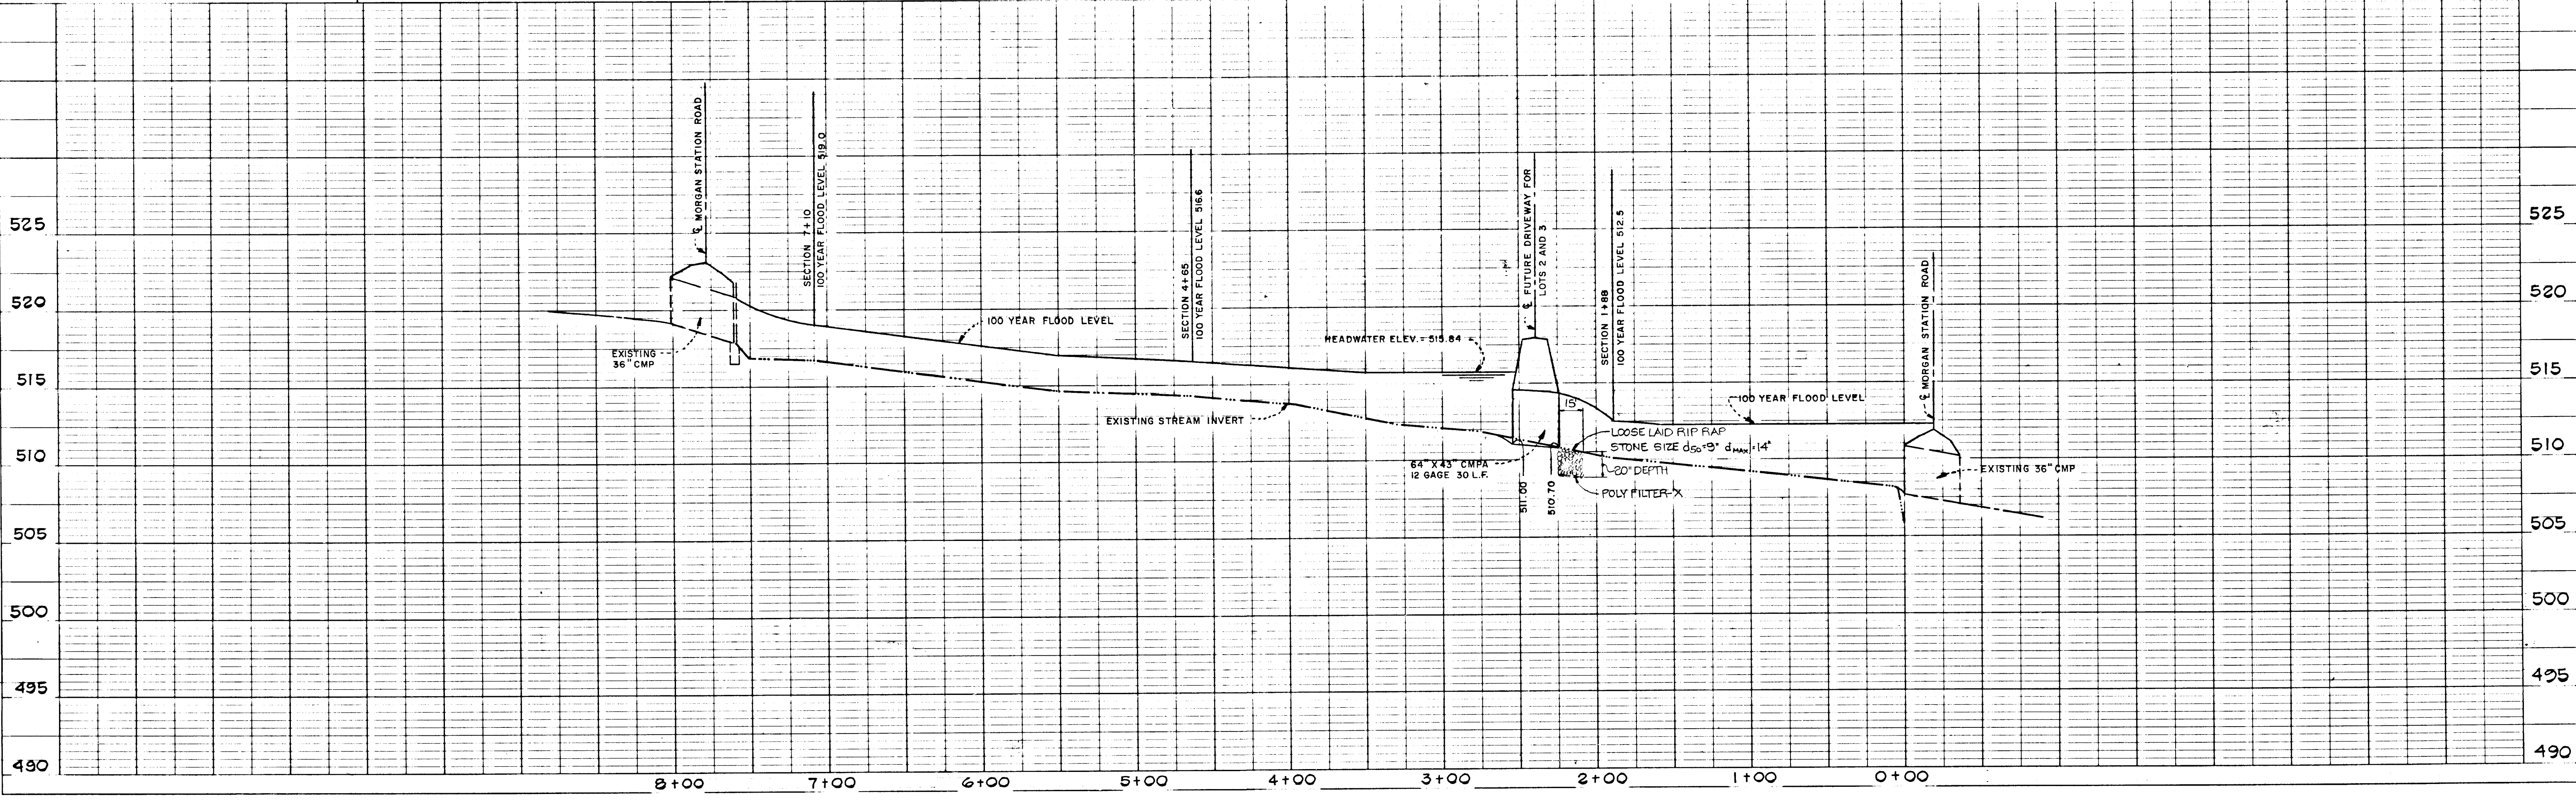 ℄ MORGAN STATION ROAD
SECTION 7+10
100 YEAR FLOOD LEVEL 519.0
SECTION 4+65
100 YEAR FLOOD LEVEL 516.6
℄ FUTURE DRIVEWAY FOR
LOTS 2 AND 3
SECTION 1+88
100 YEAR FLOOD LEVEL 512.5
℄ MORGAN STATION ROAD
525
525
520
520
100 YEAR FLOOD LEVEL
HEADWATER ELEV. = 515.84
EXISTING
36" CMP
515
515
15'
100 YEAR FLOOD LEVEL
EXISTING STREAM INVERT
LOOSE LAID RIP RAP
STONE SIZE d50=9" dMAX=14"
510
510
64" X 43" CMPA
12 GAGE 30 L.F.
20" DEPTH
EXISTING 36" CMP
POLY FILTER-X
511.00
510.70
505
505
500
500
495
495
490
490
8+00
7+00
6+00
5+00
4+00
3+00
2+00
1+00
0+00